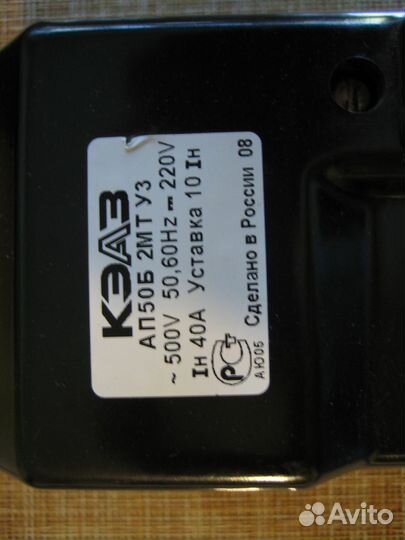 КЭАЗ
АП50Б 2МТ У3
~ 500V 50,60Hz ⎓ 220V
Iн 40А Уставка 10 Iн
РСТ Сделано в России 08
АЮ05
Avito